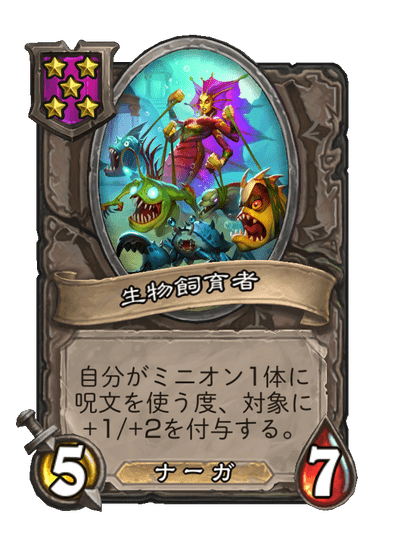 生物飼育者
自分がミニオン1体に
呪文を使う度、対象に
+1/+2を付与する。
5
ナーガ
7